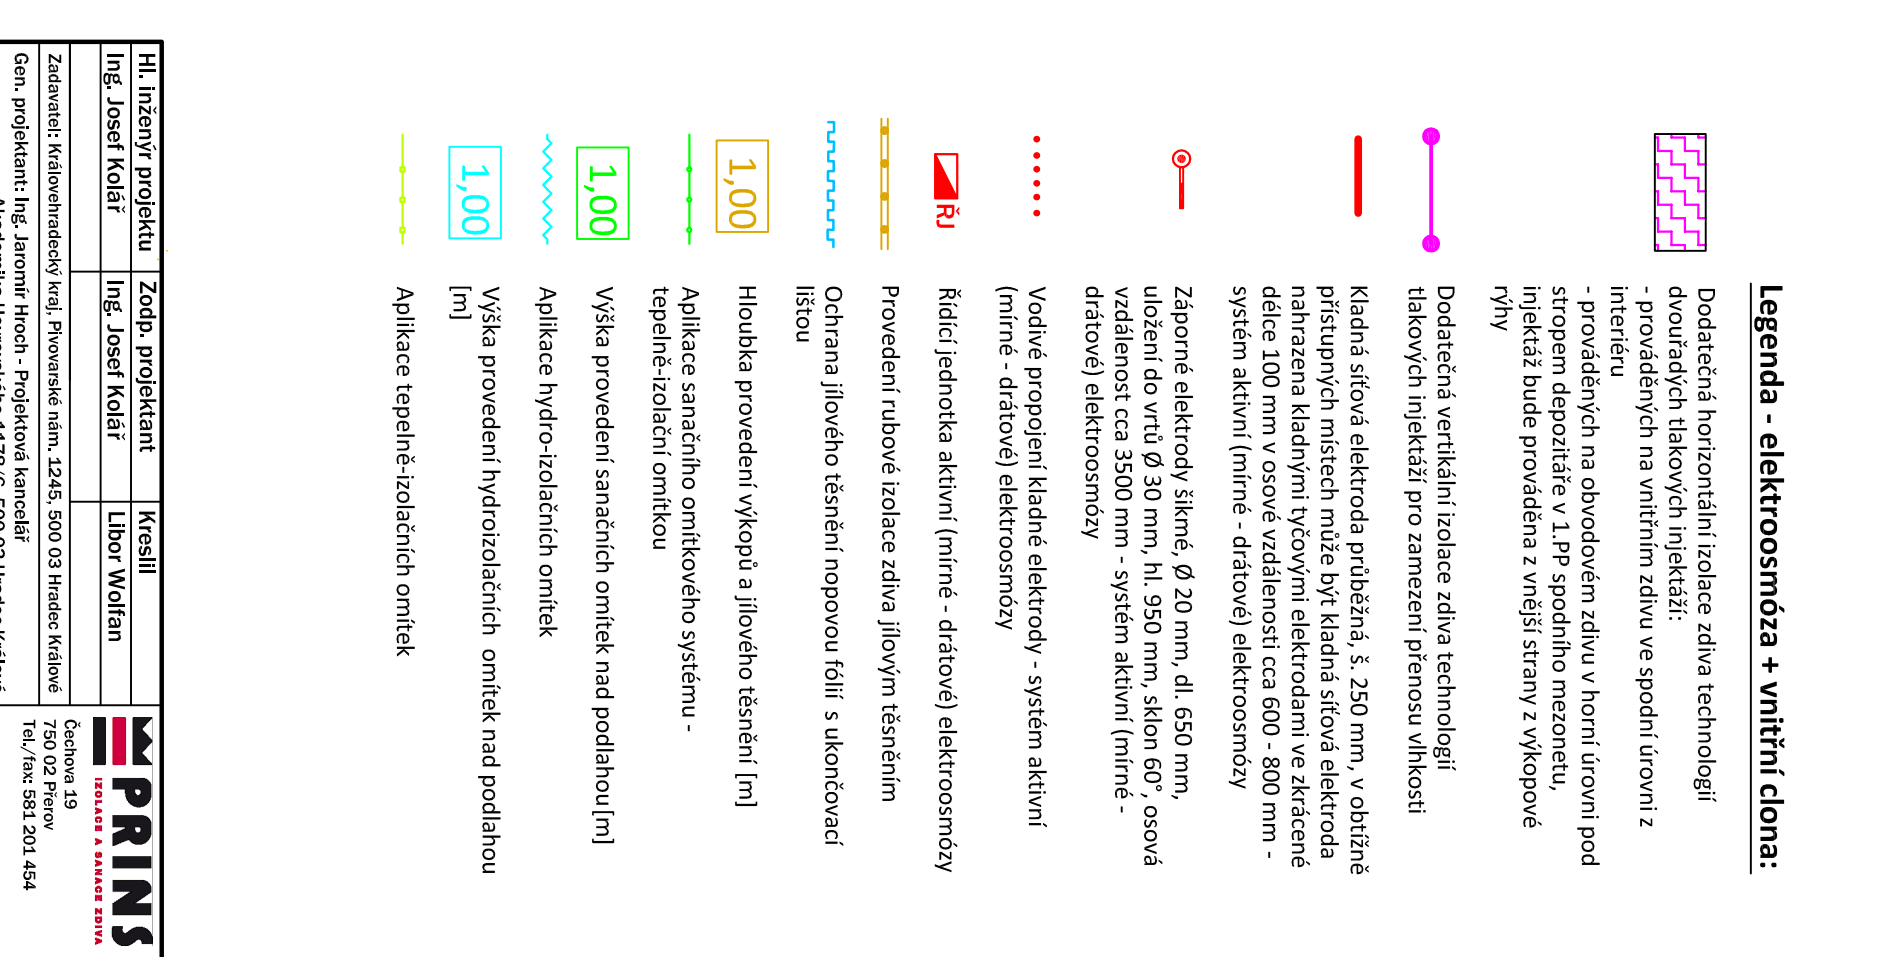 Legenda - elektroosmóza + vnitřní clona:
Dodatečná horizontální izolace zdiva technologií
dvouřadých tlakových injektáží:
- prováděných na vnitřním zdivu ve spodní úrovni z
interiéru
- prováděných na obvodovém zdivu v horní úrovni pod
stropem depozitáře v 1.PP spodního mezonetu,
injektáž bude prováděna z vnější strany z výkopové
rýhy
Dodatečná vertikální izolace zdiva technologií
tlakových injektáží pro zamezení přenosu vlhkosti
Kladná síťová elektroda průběžná, š. 250 mm, v obtížně
přístupných místech může být kladná síťová elektroda
nahrazena kladnými tyčovými elektrodami ve zkrácené
délce 100 mm v osové vzdálenosti cca 600 - 800 mm -
systém aktivní (mírné - drátové) elektroosmózy
Záporné elektrody šikmé, Ø 20 mm, dl. 650 mm,
uložení do vrtů Ø 30 mm, hl. 950 mm, sklon 60°, osová
vzdálenost cca 3500 mm - systém aktivní (mírné -
drátové) elektroosmózy
Vodivé propojení kladné elektrody - systém aktivní
(mírné - drátové) elektroosmózy
ŘJ
Řídící jednotka aktivní (mírné - drátové) elektroosmózy
Provedení rubové izolace zdiva jílovým těsněním
Ochrana jílového těsnění nopovou fólií s ukončovací
lištou
1,00
Hloubka provedení výkopů a jílového těsnění [m]
Aplikace sanačního omítkového systému -
tepelně-izolační omítkou
1,00
Výška provedení sanačních omítek nad podlahou [m]
Aplikace hydro-izolačních omítek
1,00
Výška provedení hydroizolačních omítek nad podlahou
[m]
Aplikace tepelně-izolačních omítek
Hl. inženýr projektu
Zodp. projektant
Kreslil
Ing. Josef Kolář
Ing. Josef Kolář
Libor Wolfan
Zadavatel: Královehradecký kraj, Pivovarské nám. 1245, 500 03 Hradec Králové
Gen. projektant: Ing. Jaromír Hroch - Projektová kancelář
PRINS
IZOLACE A SANACE ZDIVA
Čechova 19
750 02 Přerov
Tel./fax: 581 201 454